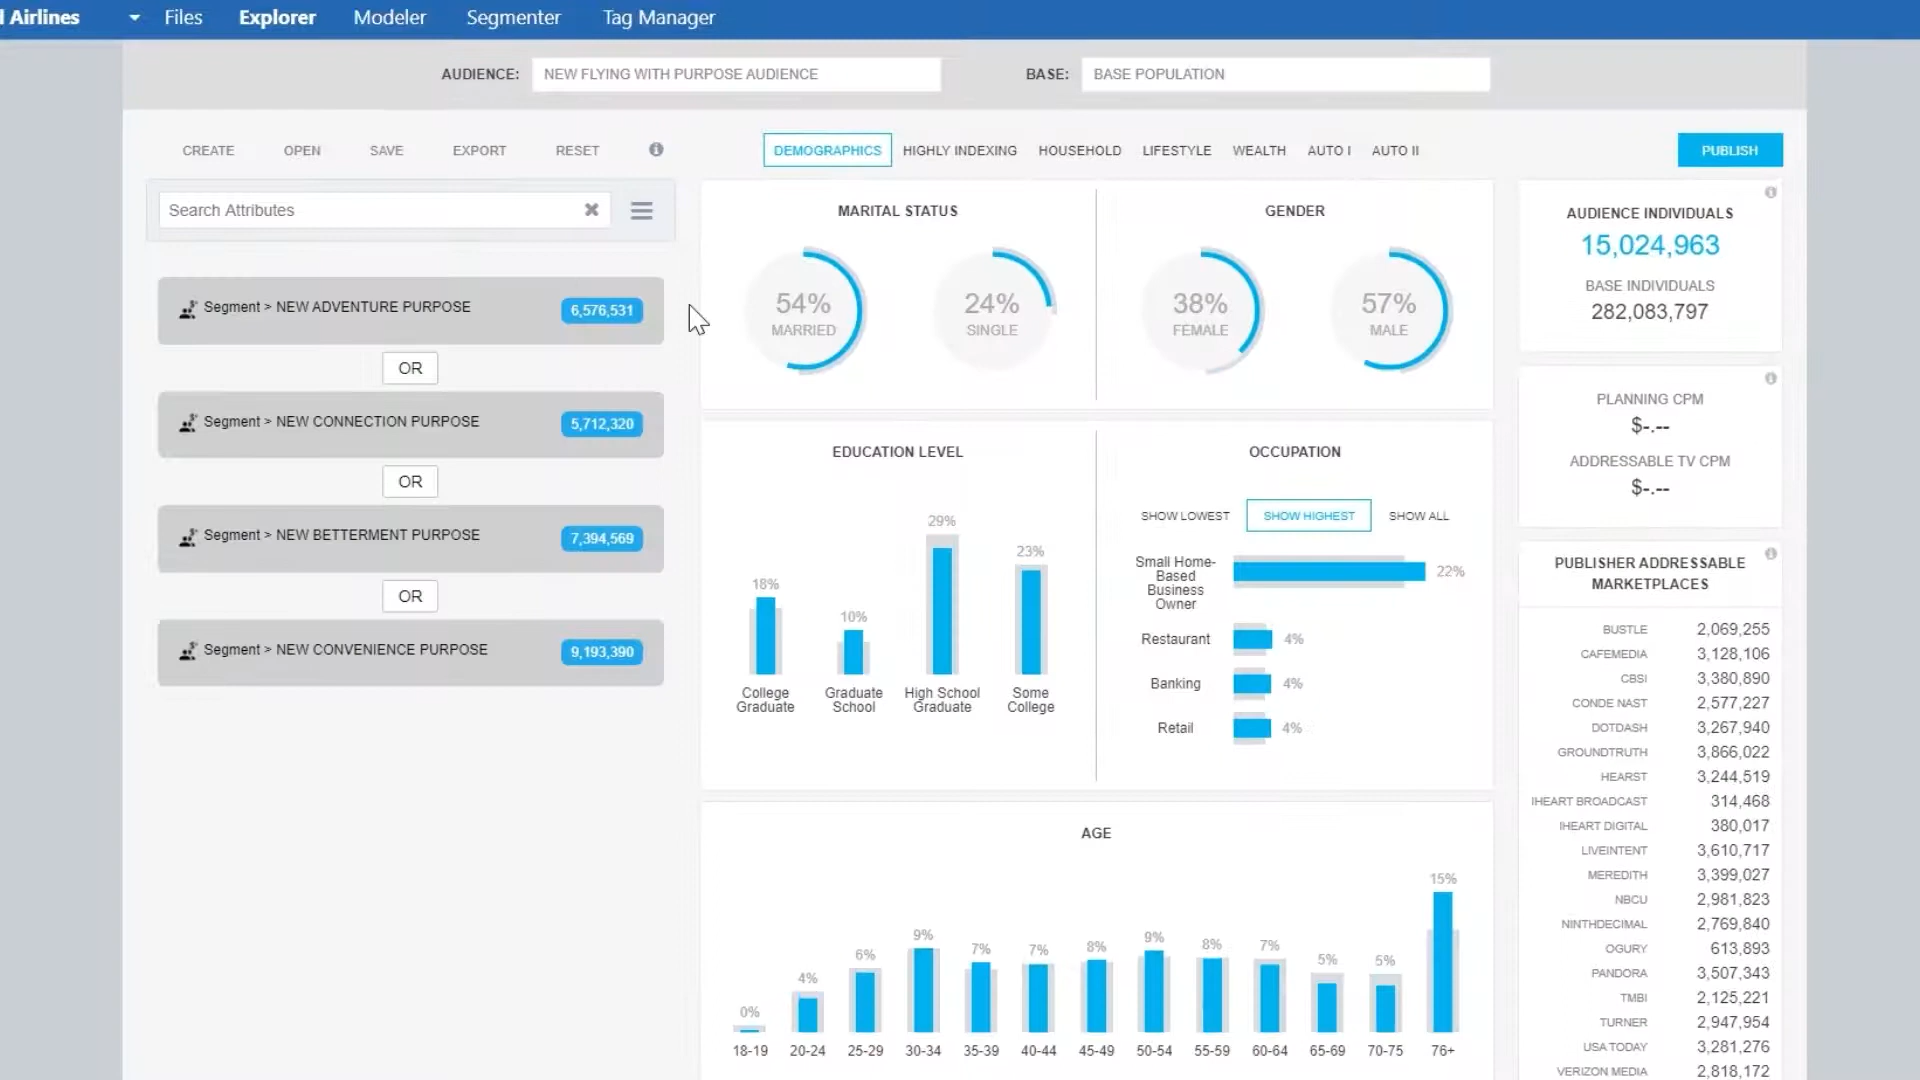 l Airlines
Files
Explorer
Modeler
Segmenter
Tag Manager
AUDIENCE:
NEW FLYING WITH PURPOSE AUDIENCE
BASE:
BASE POPULATION
CREATE
OPEN
SAVE
EXPORT
RESET
DEMOGRAPHICS
HIGHLY INDEXING
HOUSEHOLD
LIFESTYLE
WEALTH
AUTO I
AUTO II
PUBLISH
Search Attributes
Segment > NEW ADVENTURE PURPOSE
6,576,531
OR
Segment > NEW CONNECTION PURPOSE
5,712,320
OR
Segment > NEW BETTERMENT PURPOSE
7,394,569
OR
Segment > NEW CONVENIENCE PURPOSE
9,193,390
MARITAL STATUS
54%
MARRIED
24%
SINGLE
GENDER
38%
FEMALE
57%
MALE
EDUCATION LEVEL
18%
10%
29%
23%
College Graduate
Graduate School
High School Graduate
Some College
OCCUPATION
SHOW LOWEST
SHOW HIGHEST
SHOW ALL
Small Home-
Based
Business
Owner
22%
Restaurant
4%
Banking
4%
Retail
4%
AGE
0%
4%
6%
9%
7%
7%
8%
9%
8%
7%
5%
5%
15%
18-19
20-24
25-29
30-34
35-39
40-44
45-49
50-54
55-59
60-64
65-69
70-75
76+
AUDIENCE INDIVIDUALS
15,024,963
BASE INDIVIDUALS
282,083,797
PLANNING CPM
$-.--
ADDRESSABLE TV CPM
$-.--
PUBLISHER ADDRESSABLE
MARKETPLACES
BUSTLE 2,069,255
CAFEMEDIA 3,128,106
CBSI 3,380,890
CONDE NAST 2,577,227
DOTDASH 3,267,940
GROUNDTRUTH 3,866,022
HEARST 3,244,519
IHEART BROADCAST 314,468
IHEART DIGITAL 380,017
LIVEINTENT 3,610,717
MEREDITH 3,399,027
NBCU 2,981,823
NINTHDECIMAL 2,769,840
OGURY 613,893
PANDORA 3,507,343
TMBI 2,125,221
TURNER 2,947,954
USA TODAY 3,281,276
VERIZON MEDIA 2,818,172